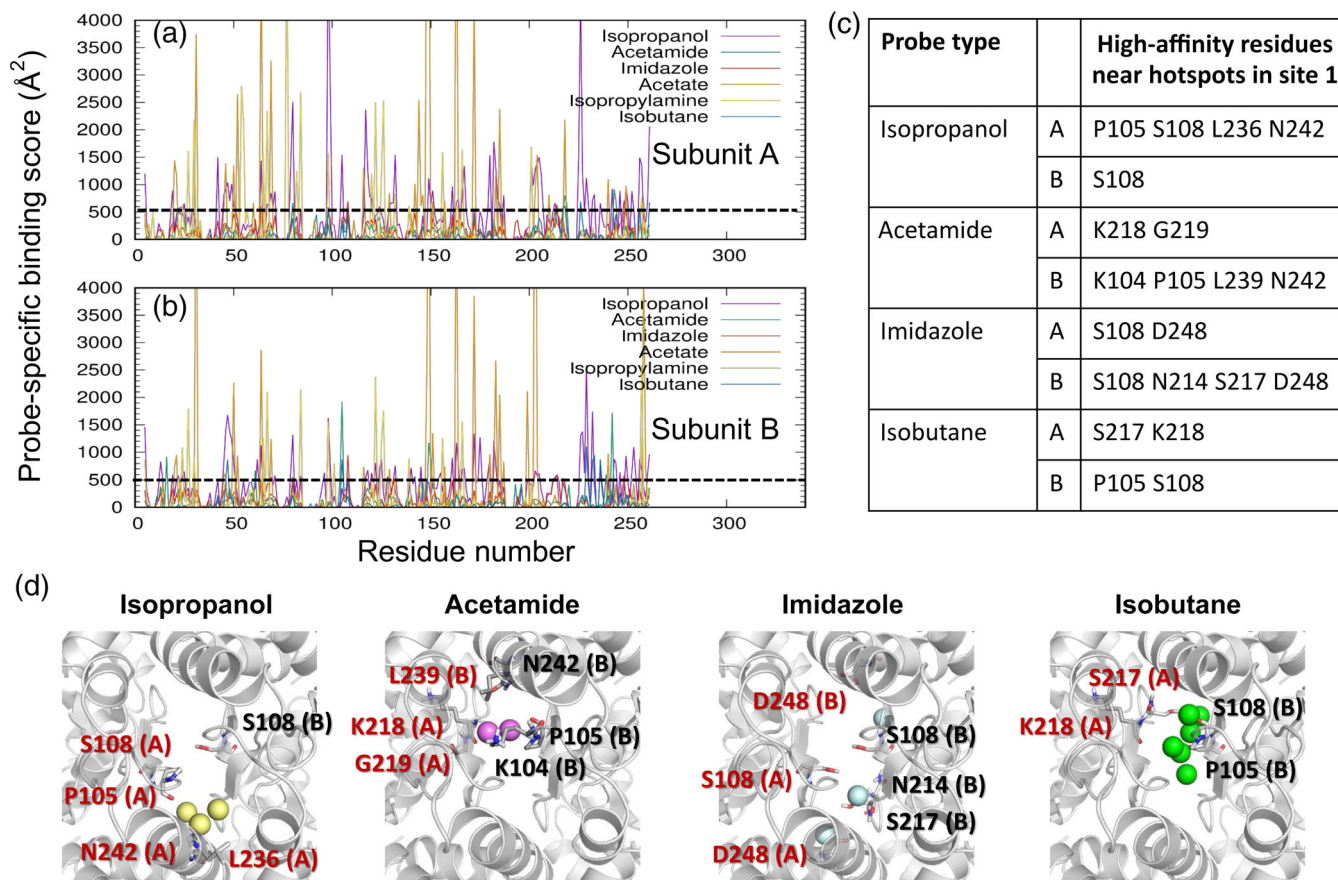 Probe-specific binding score (Å²)
(a)
4000
3500
3000
2500
2000
1500
1000
500
0
0
50
100
150
200
250
300
Isopropanol
Acetamide
Imidazole
Acetate
Isopropylamine
Isobutane
Subunit A
(b)
4000
3500
3000
2500
2000
1500
1000
500
0
0
50
100
150
200
250
300
Isopropanol
Acetamide
Imidazole
Acetate
Isopropylamine
Isobutane
Subunit B
Residue number
(c)
Probe type
High-affinity residues
near hotspots in site 1
Isopropanol
A
P105 S108 L236 N242
B
S108
Acetamide
A
K218 G219
B
K104 P105 L239 N242
Imidazole
A
S108 D248
B
S108 N214 S217 D248
Isobutane
A
S217 K218
B
P105 S108
(d)
Isopropanol
S108 (B)
S108 (A)
P105 (A)
N242 (A)
L236 (A)
Acetamide
N242 (B)
L239 (B)
K218 (A)
P105 (B)
G219 (A)
K104 (B)
Imidazole
D248 (B)
S108 (B)
S108 (A)
N214 (B)
S217 (B)
D248 (A)
Isobutane
S217 (A)
S108 (B)
K218 (A)
P105 (B)